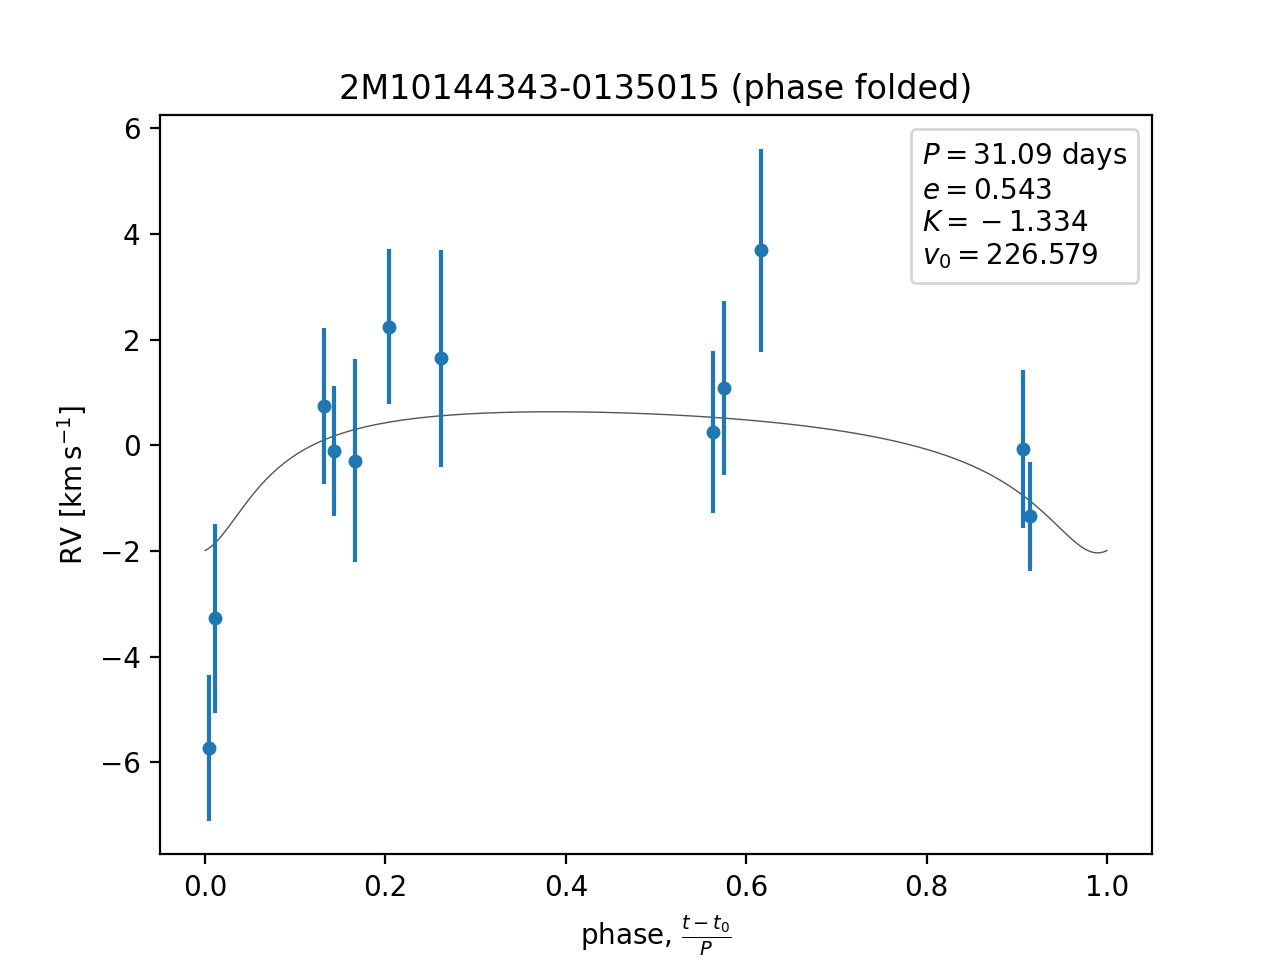 2M10144343-0135015 (phase folded)
P = 31.09 days
e = 0.543
K = −1.334
v₀ = 226.579
RV [km s⁻¹]
6
4
2
0
−2
−4
−6
0.0 0.2 0.4 0.6 0.8 1.0
phase, (t − t₀)/P